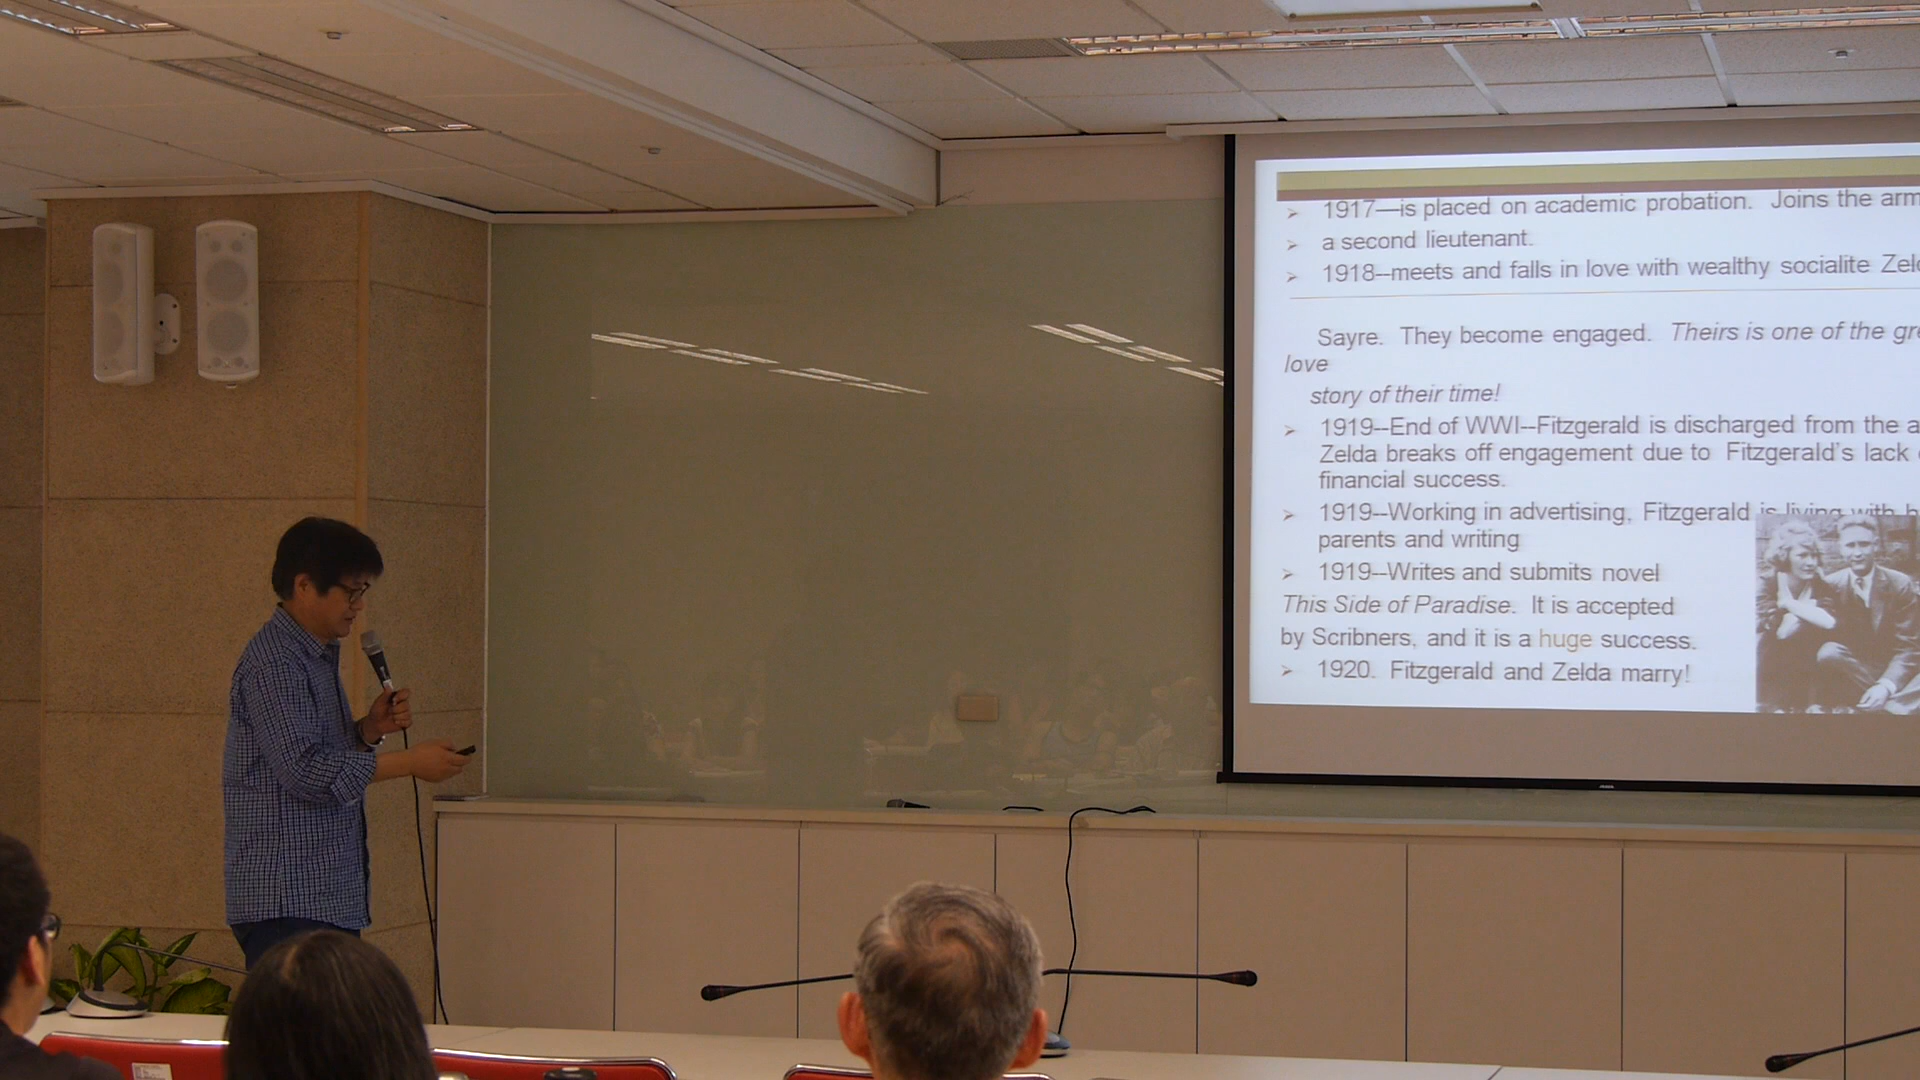 ➢ 1917—is placed on academic probation. Joins the arm
➢ a second lieutenant.
➢ 1918--meets and falls in love with wealthy socialite Zel
Sayre. They become engaged. Theirs is one of the gr
love
story of their time!
➢ 1919--End of WWI--Fitzgerald is discharged from the a
Zelda breaks off engagement due to Fitzgerald's lack
financial success.
➢ 1919--Working in advertising, Fitzgerald is living with h
parents and writing
➢ 1919--Writes and submits novel
This Side of Paradise. It is accepted
by Scribners, and it is a huge success.
➢ 1920. Fitzgerald and Zelda marry!